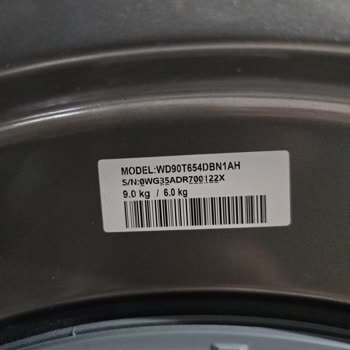 MODEL:WD90T654DBN1AH
S/N:0WG35ADR700122X
9.0 kg / 6.0 kg